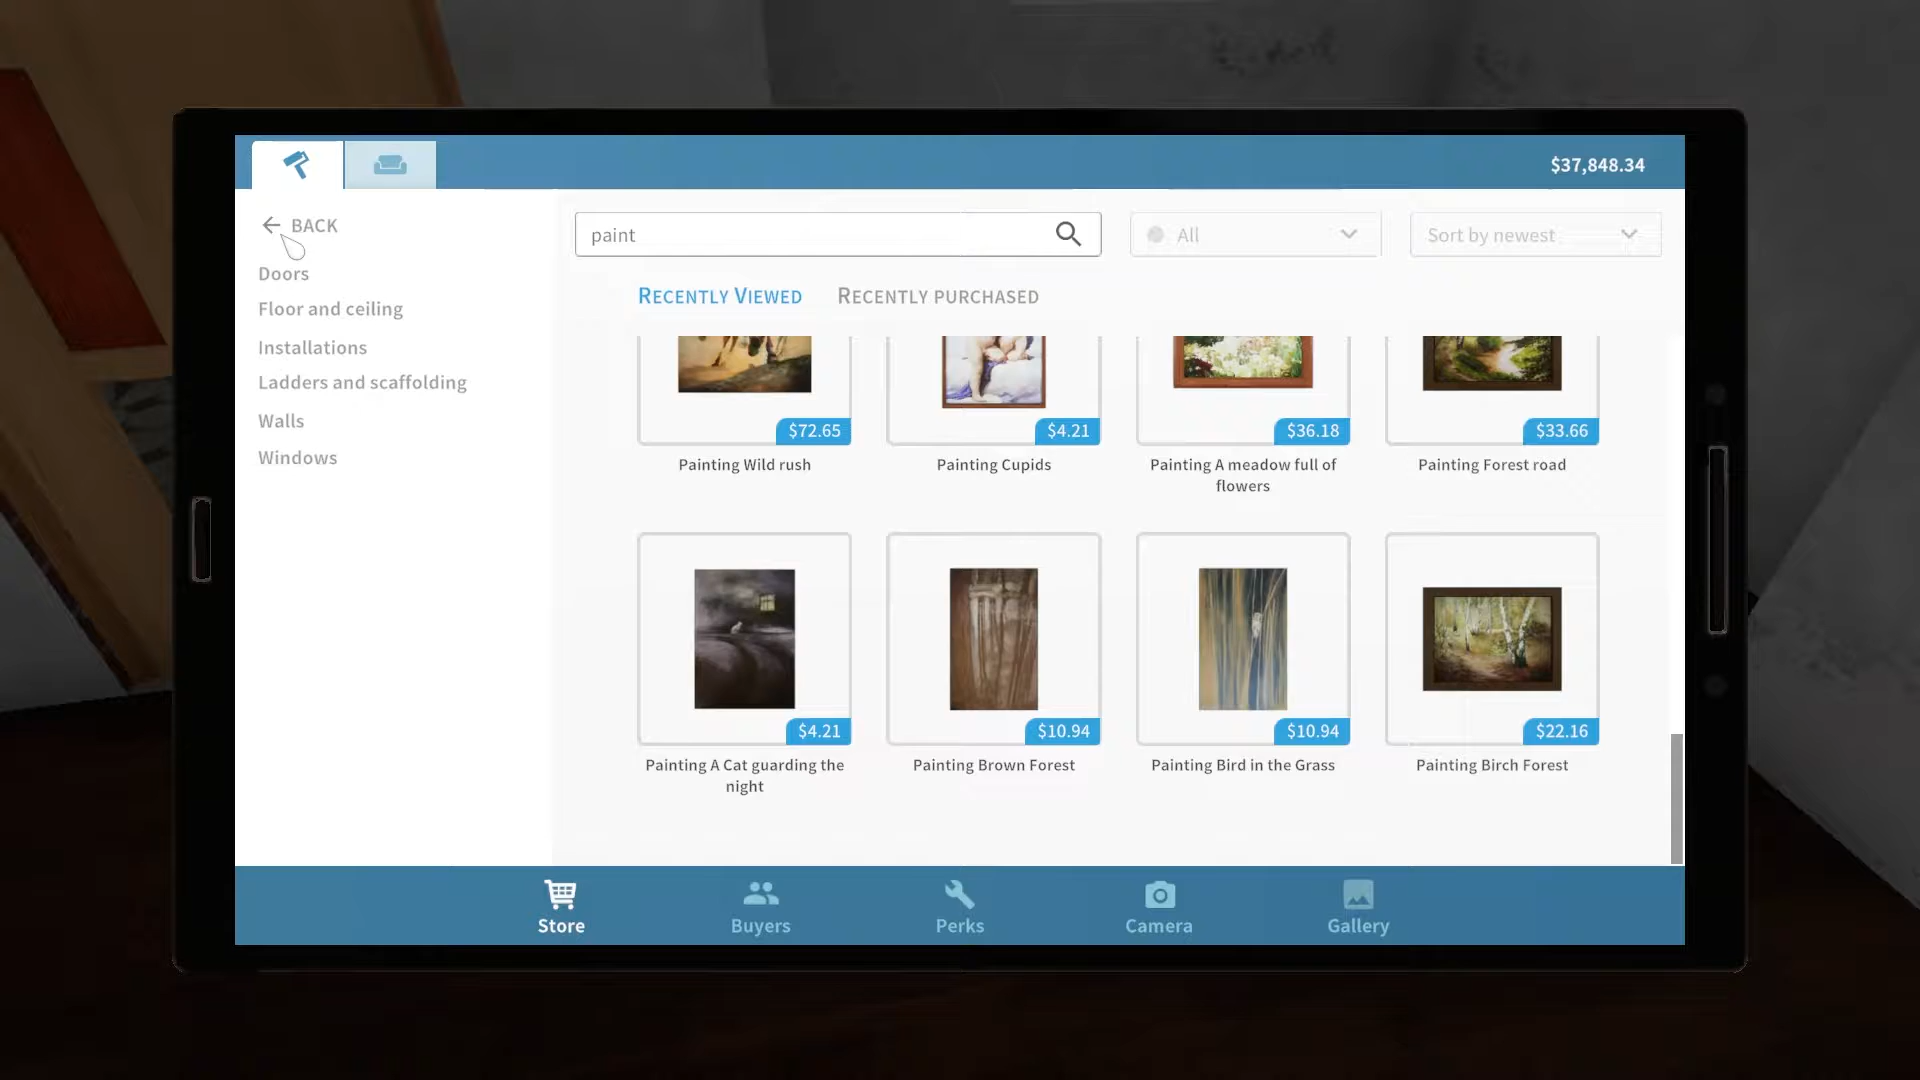 $37,848.34
BACK
paint
All
Sort by newest
Doors
Floor and ceiling
Installations
Ladders and scaffolding
Walls
Windows
RECENTLY VIEWED
RECENTLY PURCHASED
$72.65
$4.21
$36.18
$33.66
Painting Wild rush
Painting Cupids
Painting A meadow full of
flowers
Painting Forest road
$4.21
$10.94
$10.94
$22.16
Painting A Cat guarding the
night
Painting Brown Forest
Painting Bird in the Grass
Painting Birch Forest
Store
Buyers
Perks
Camera
Gallery